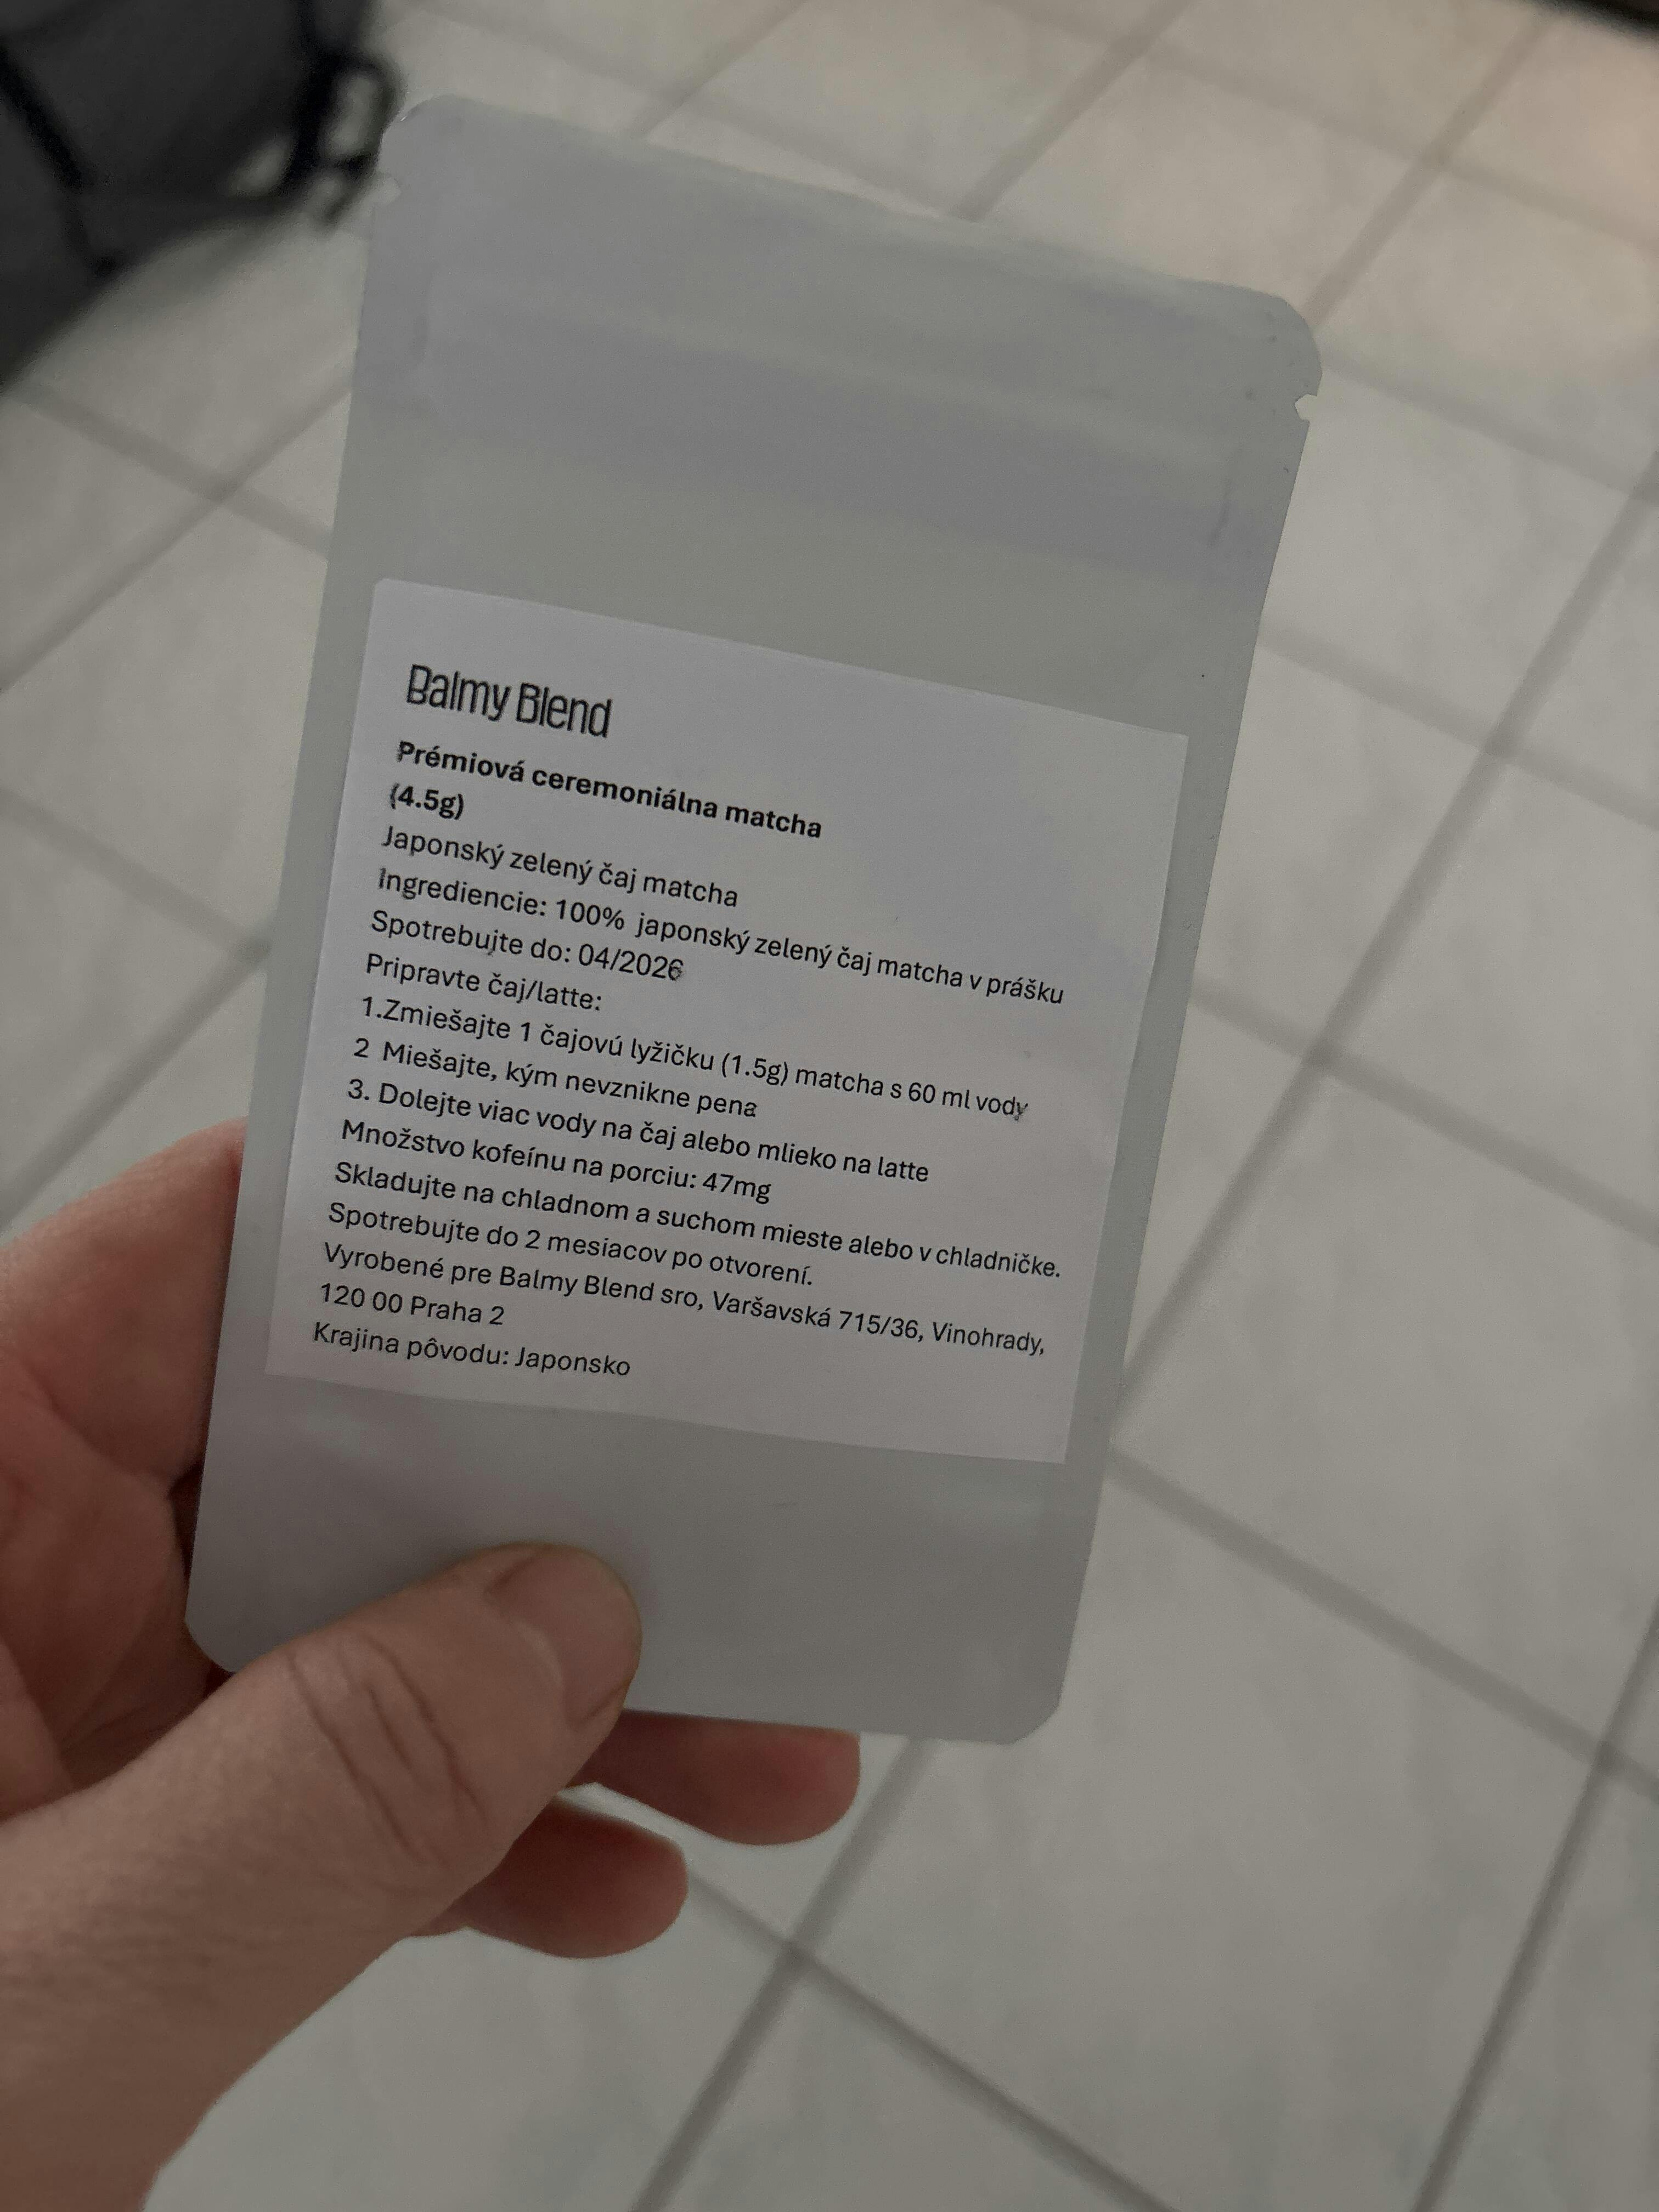 Balmy Blend
Prémiová ceremoniálna matcha
(4.5g)
Japonský zelený čaj matcha
Ingrediencie: 100% japonský zelený čaj matcha v prášku
Spotrebujte do: 04/2026
Pripravte čaj/latte:
1.Zmiešajte 1 čajovú lyžičku (1.5g) matcha s 60 ml vody
2 Miešajte, kým nevznikne pena
3. Dolejte viac vody na čaj alebo mlieko na latte
Množstvo kofeínu na porciu: 47mg
Skladujte na chladnom a suchom mieste alebo v chladničke.
Spotrebujte do 2 mesiacov po otvorení.
Vyrobené pre Balmy Blend sro, Varšavská 715/36, Vinohrady,
120 00 Praha 2
Krajina pôvodu: Japonsko